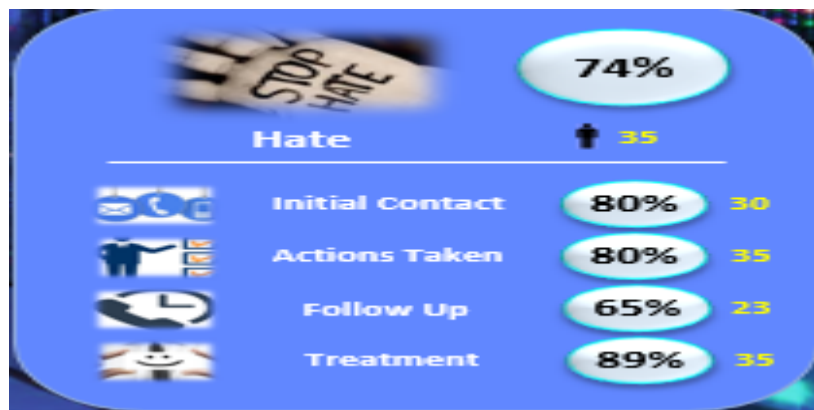 STOP
HATE
74%
Hate 35
Initial Contact 80% 30
Actions Taken 80% 35
Follow Up 65% 23
Treatment 89% 35